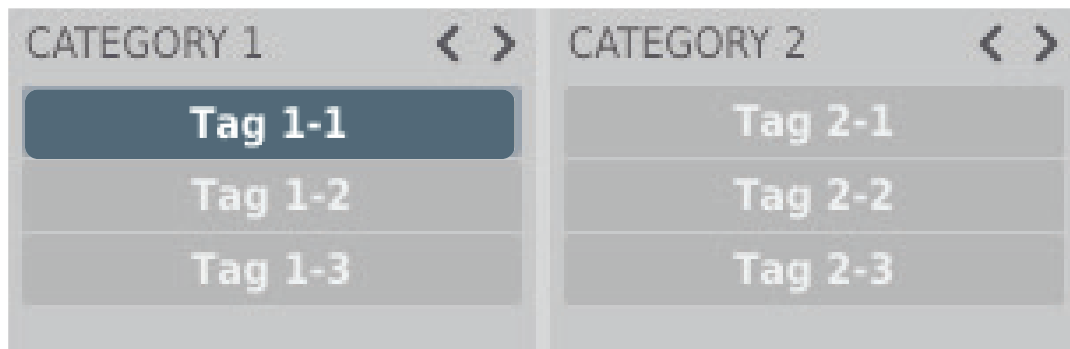 CATEGORY 1
Tag 1-1
Tag 1-2
Tag 1-3
CATEGORY 2
Tag 2-1
Tag 2-2
Tag 2-3